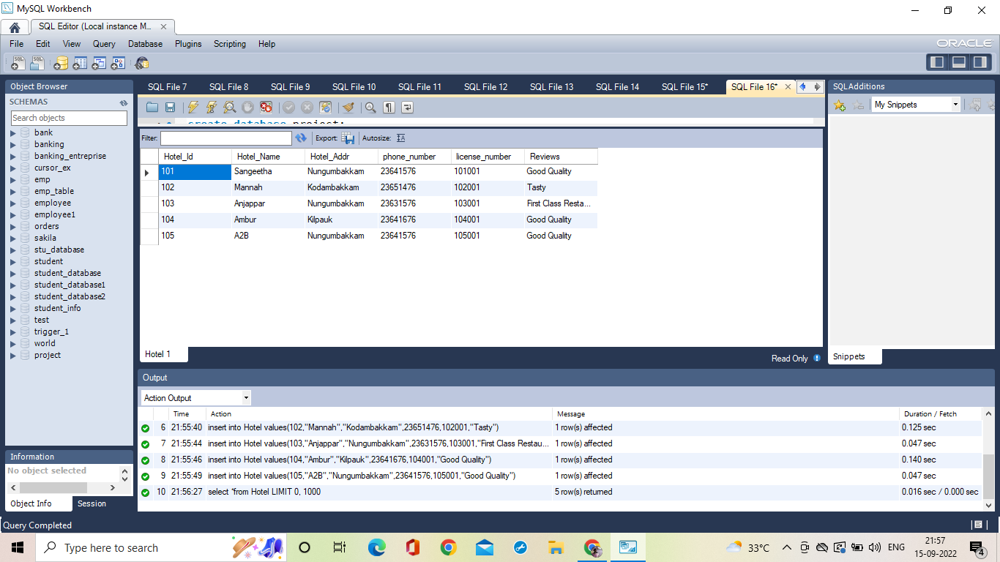 MySQL Workbench
SQL Editor (Local instance M...
File Edit View Query Database Plugins Scripting Help
ORACLE
Object Browser
SCHEMAS
Search objects
bank
banking
banking_entreprise
cursor_ex
emp
emp_table
employee
employee1
orders
sakila
stu_database
student
student_database
student_database1
student_database2
student_info
test
trigger_1
world
project
Information
No object selected
Object Info Session
SQL File 7 SQL File 8 SQL File 9 SQL File 10 SQL File 11 SQL File 12 SQL File 13 SQL File 14 SQL File 15* SQL File 16*
create database project;
Filter: Export: Autosize:
Hotel_Id Hotel_Name Hotel_Addr phone_number license_number Reviews
101 Sangeetha Nungumbakkam 23641576 101001 Good Quality
102 Mannah Kodambakkam 23651476 102001 Tasty
103 Anjappar Nungumbakkam 23631576 103001 First Class Resta...
104 Ambur Kilpauk 23641676 104001 Good Quality
105 A2B Nungumbakkam 23641576 105001 Good Quality
Hotel 1
Read Only
SQLAdditions
My Snippets
Snippets
Output
Action Output
Time Action Message Duration / Fetch
6 21:55:40 insert into Hotel values(102,"Mannah","Kodambakkam",23651476,102001,"Tasty") 1 row(s) affected 0.125 sec
7 21:55:44 insert into Hotel values(103,"Anjappar","Nungumbakkam",23631576,103001,"First Class Restau... 1 row(s) affected 0.047 sec
8 21:55:46 insert into Hotel values(104,"Ambur","Kilpauk",23641676,104001,"Good Quality") 1 row(s) affected 0.140 sec
9 21:55:49 insert into Hotel values(105,"A2B","Nungumbakkam",23641576,105001,"Good Quality") 1 row(s) affected 0.047 sec
10 21:56:27 select *from Hotel LIMIT 0, 1000 5 row(s) returned 0.016 sec / 0.000 sec
Query Completed
Type here to search
33°C
ENG
21:57
15-09-2022
4